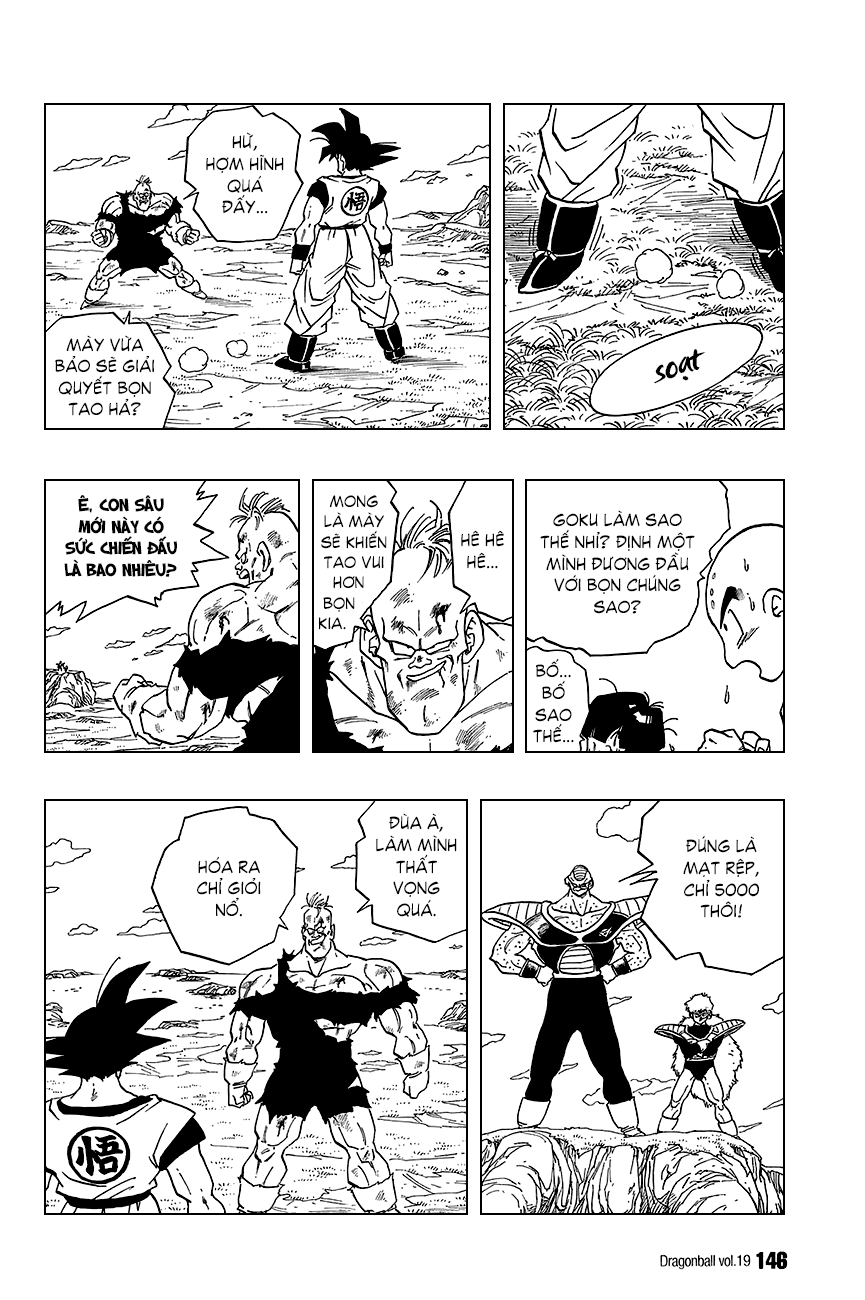 HỪ,
HỢM HĨNH
QUÁ
ĐẤY...
悟
MÀY VỪA
BẢO SẼ GIẢI
QUYẾT BỌN
TAO HẢ?
soạt
Ê, CON SÂU
MỚI NÀY CÓ
SỨC CHIẾN ĐẤU
LÀ BAO NHIÊU?
MONG
LÀ MÀY
SẼ KHIẾN
TAO VUI
HƠN
BỌN
KIA.
HÊ HÊ
HÊ...
GOKU LÀM SAO
THẾ NHỈ? ĐỊNH MỘT
MÌNH ĐƯƠNG ĐẦU
VỚI BỌN CHÚNG
SAO?
BỐ...
BỐ
SAO
THẾ...
HÓA RA
CHỈ GIỎI
NỔ.
ĐÙA À,
LÀM MÌNH
THẤT
VỌNG
QUÁ.
悟
ĐÚNG LÀ
MẠT RỆP,
CHỈ 5000
THÔI!
Dragonball vol.19 146